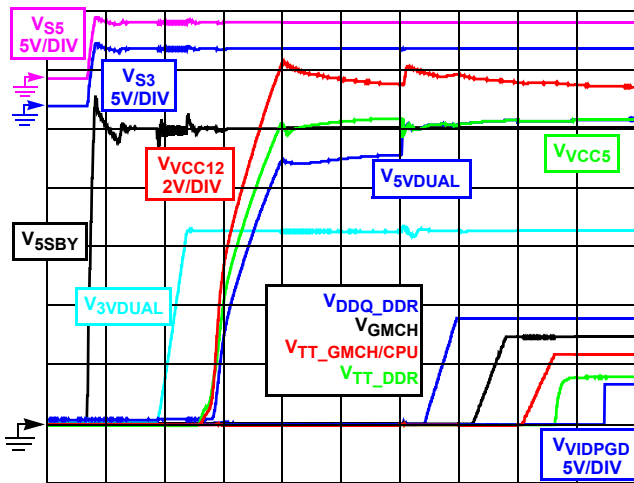 VS5
5V/DIV
VS3
5V/DIV
VVCC12
2V/DIV
VVCC5
V5VDUAL
V5SBY
V3VDUAL
VDDQ_DDR
VGMCH
VTT_GMCH/CPU
VTT_DDR
VVIDPGD
5V/DIV